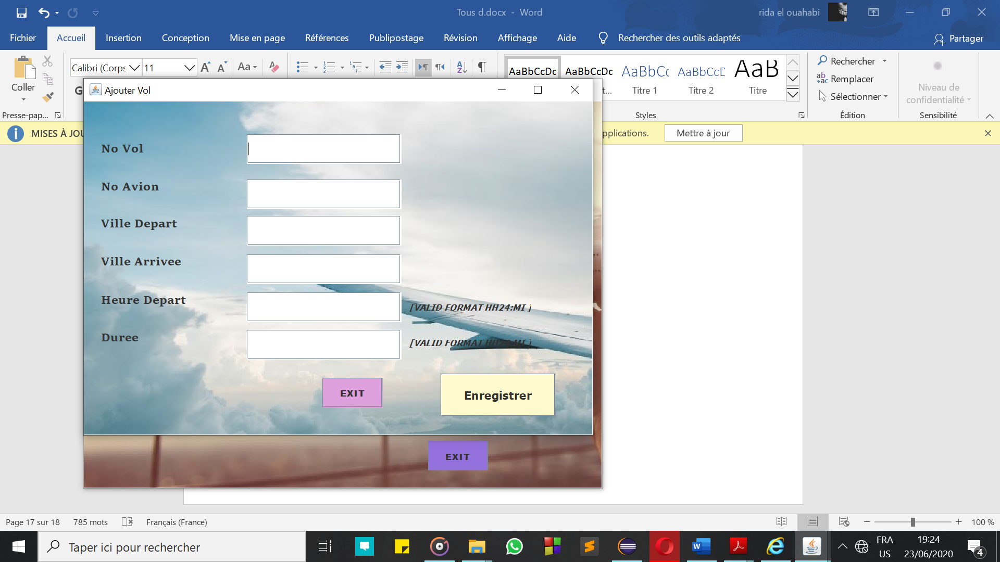 Tous d.docx - Word
rida el ouahabi
Fichier
Accueil
Insertion
Conception
Mise en page
Références
Publipostage
Révision
Affichage
Aide
Rechercher des outils adaptés
Partager
Coller
Presse-pap...
Calibri (Corps
11
Aa
G
AaBbCcDc
AaBbCcDc
AaBbCc
AaBbCcD
AaB
t...
Titre 1
Titre 2
Titre
Styles
Rechercher
Remplacer
Sélectionner
Édition
Niveau de
confidentialité
Sensibilité
MISES À JOU
pplications.
Mettre à jour
Ajouter Vol
No Vol
No Avion
Ville Depart
Ville Arrivee
Heure Depart
[VALID FORMAT HH24:MI ]
Duree
[VALID FORMAT HH24:MI ]
EXIT
Enregistrer
EXIT
Page 17 sur 18
785 mots
Français (France)
100 %
Taper ici pour rechercher
FRA
US
19:24
23/06/2020
4